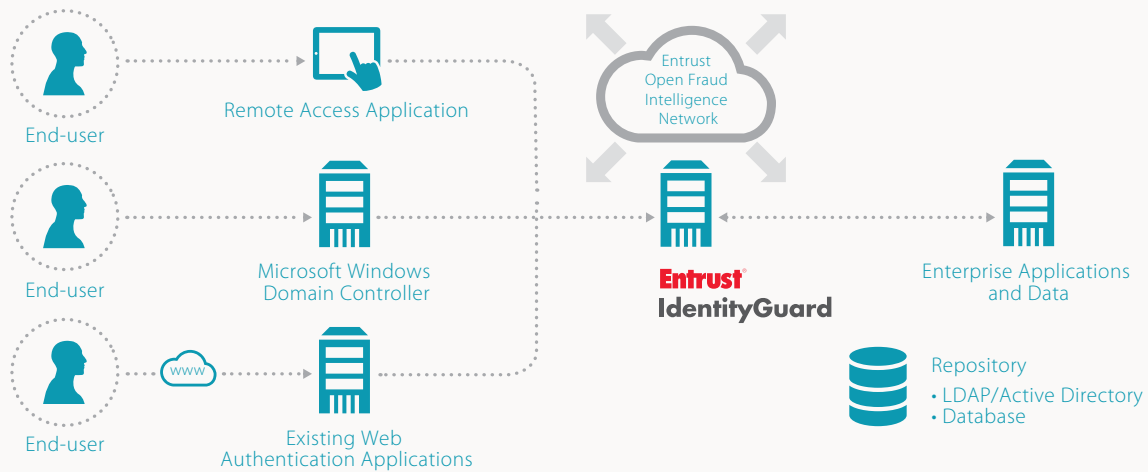 End-user
Remote Access Application
Entrust
Open Fraud
Intelligence
Network
End-user
Microsoft Windows
Domain Controller
Entrust®
IdentityGuard
Enterprise Applications
and Data
End-user
www
Existing Web
Authentication Applications
Repository
• LDAP/Active Directory
• Database